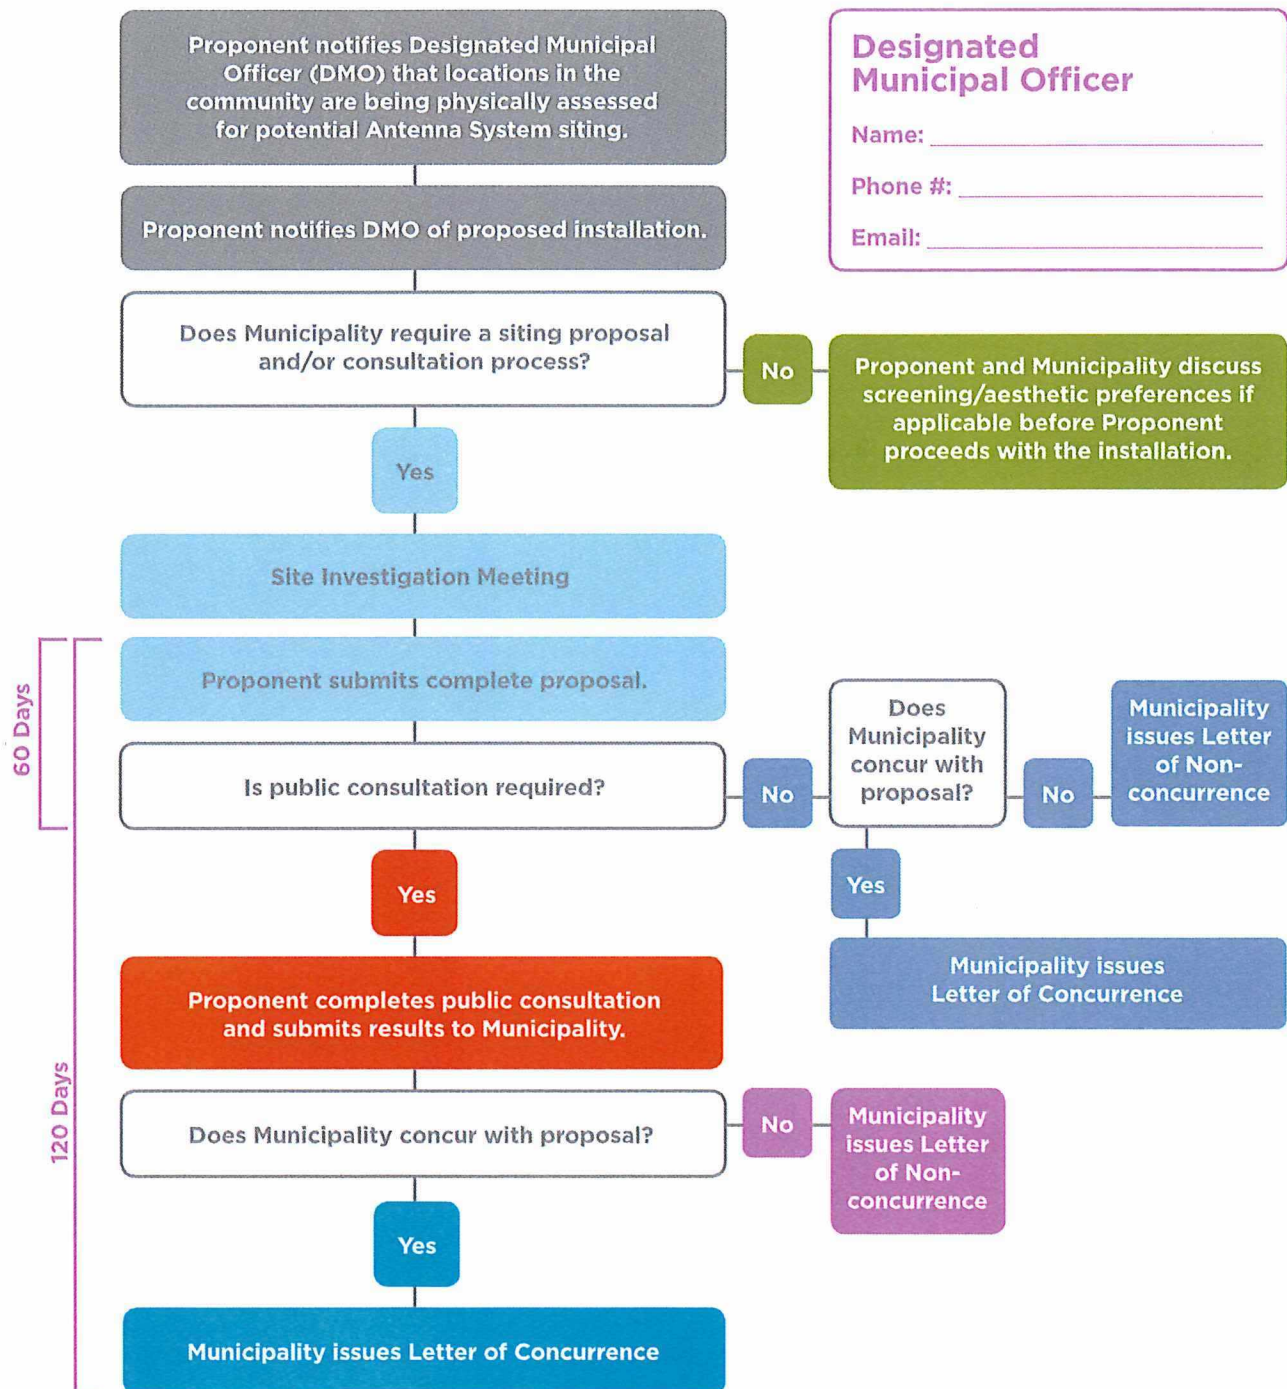 Proponent notifies Designated Municipal
Officer (DMO) that locations in the
community are being physically assessed
for potential Antenna System siting.
Designated
Municipal Officer
Name:
Phone #:
Email:
Proponent notifies DMO of proposed installation.
Does Municipality require a siting proposal
and/or consultation process?
No
Proponent and Municipality discuss
screening/aesthetic preferences if
applicable before Proponent
proceeds with the installation.
Yes
Site Investigation Meeting
60 Days
120 Days
Proponent submits complete proposal.
Is public consultation required?
No
Does
Municipality
concur with
proposal?
No
Municipality
issues Letter
of Non-
concurrence
Yes
Municipality issues
Letter of Concurrence
Yes
Proponent completes public consultation
and submits results to Municipality.
Does Municipality concur with proposal?
No
Municipality
issues Letter
of Non-
concurrence
Yes
Municipality issues Letter of Concurrence